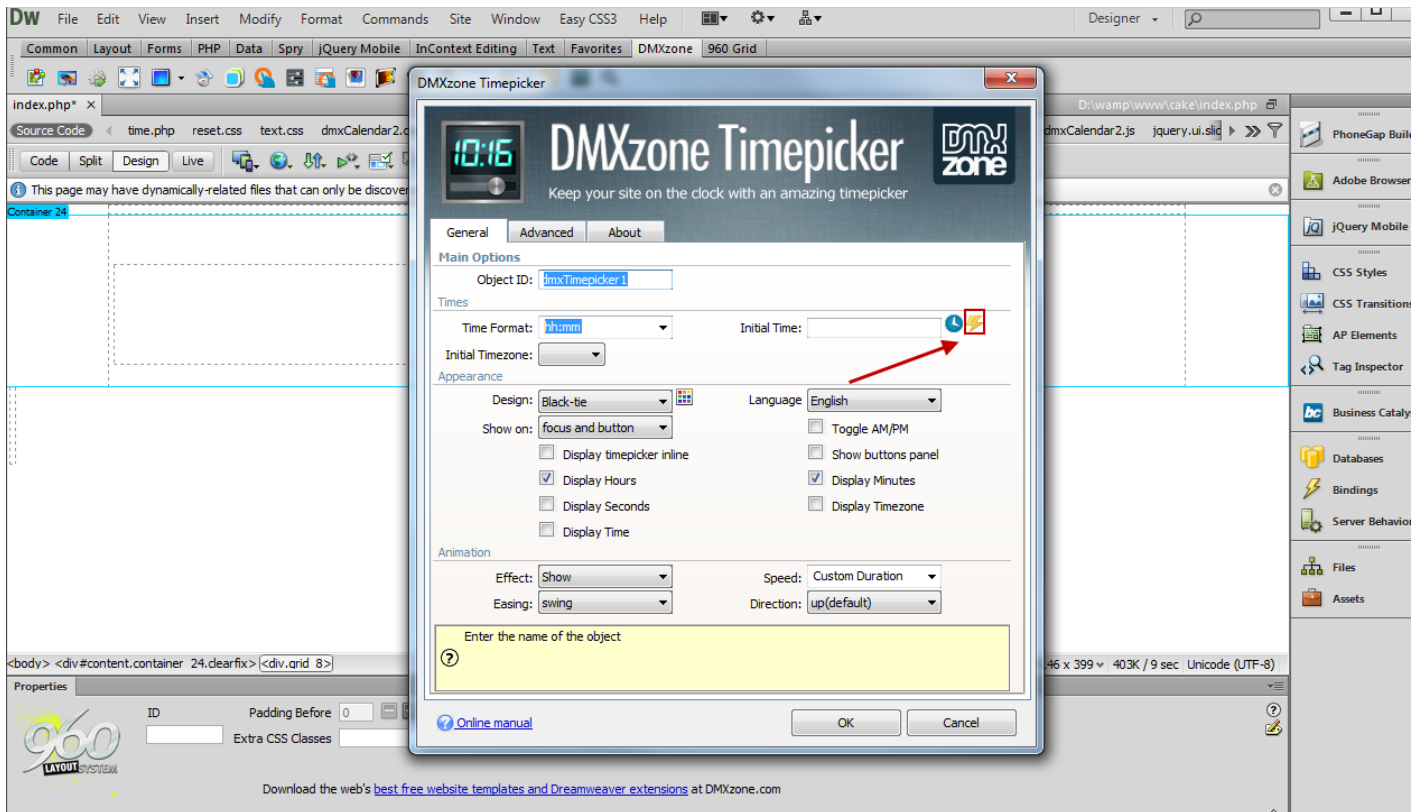 DW File Edit View Insert Modify Format Commands Site Window Easy CSS3 Help Designer
Common Layout Forms PHP Data Spry jQuery Mobile InContext Editing Text Favorites DMXzone 960 Grid
index.php* D:\wamp\www\cake\index.php
Source Code time.php reset.css text.css dmxCalendar2.c dmxCalendar2.js jquery.ui.slid
Code Split Design Live
This page may have dynamically-related files that can only be discover
Container 24
DMXzone Timepicker
10:16
DMXzone Timepicker
DMX zone
Keep your site on the clock with an amazing timepicker
General Advanced About
Main Options
Object ID: dmxTimepicker1
Times
Time Format: hh:mm Initial Time:
Initial Timezone:
Appearance
Design: Black-tie Language English
Show on: focus and button Toggle AM/PM
Display timepicker inline Show buttons panel
Display Hours Display Minutes
Display Seconds Display Timezone
Display Time
Animation
Effect: Show Speed: Custom Duration
Easing: swing Direction: up(default)
Enter the name of the object
Online manual OK Cancel
PhoneGap Buil
Adobe Browser
jQuery Mobile
CSS Styles
CSS Transitions
AP Elements
Tag Inspector
Business Cataly
Databases
Bindings
Server Behavior
Files
Assets
<body> <div#content.container_24.clearfix> <div.grid_8> 46 x 399 403K / 9 sec Unicode (UTF-8)
Properties
ID Padding Before 0
Extra CSS Classes
960
LAYOUT SYSTEM
Download the web's best free website templates and Dreamweaver extensions at DMXzone.com